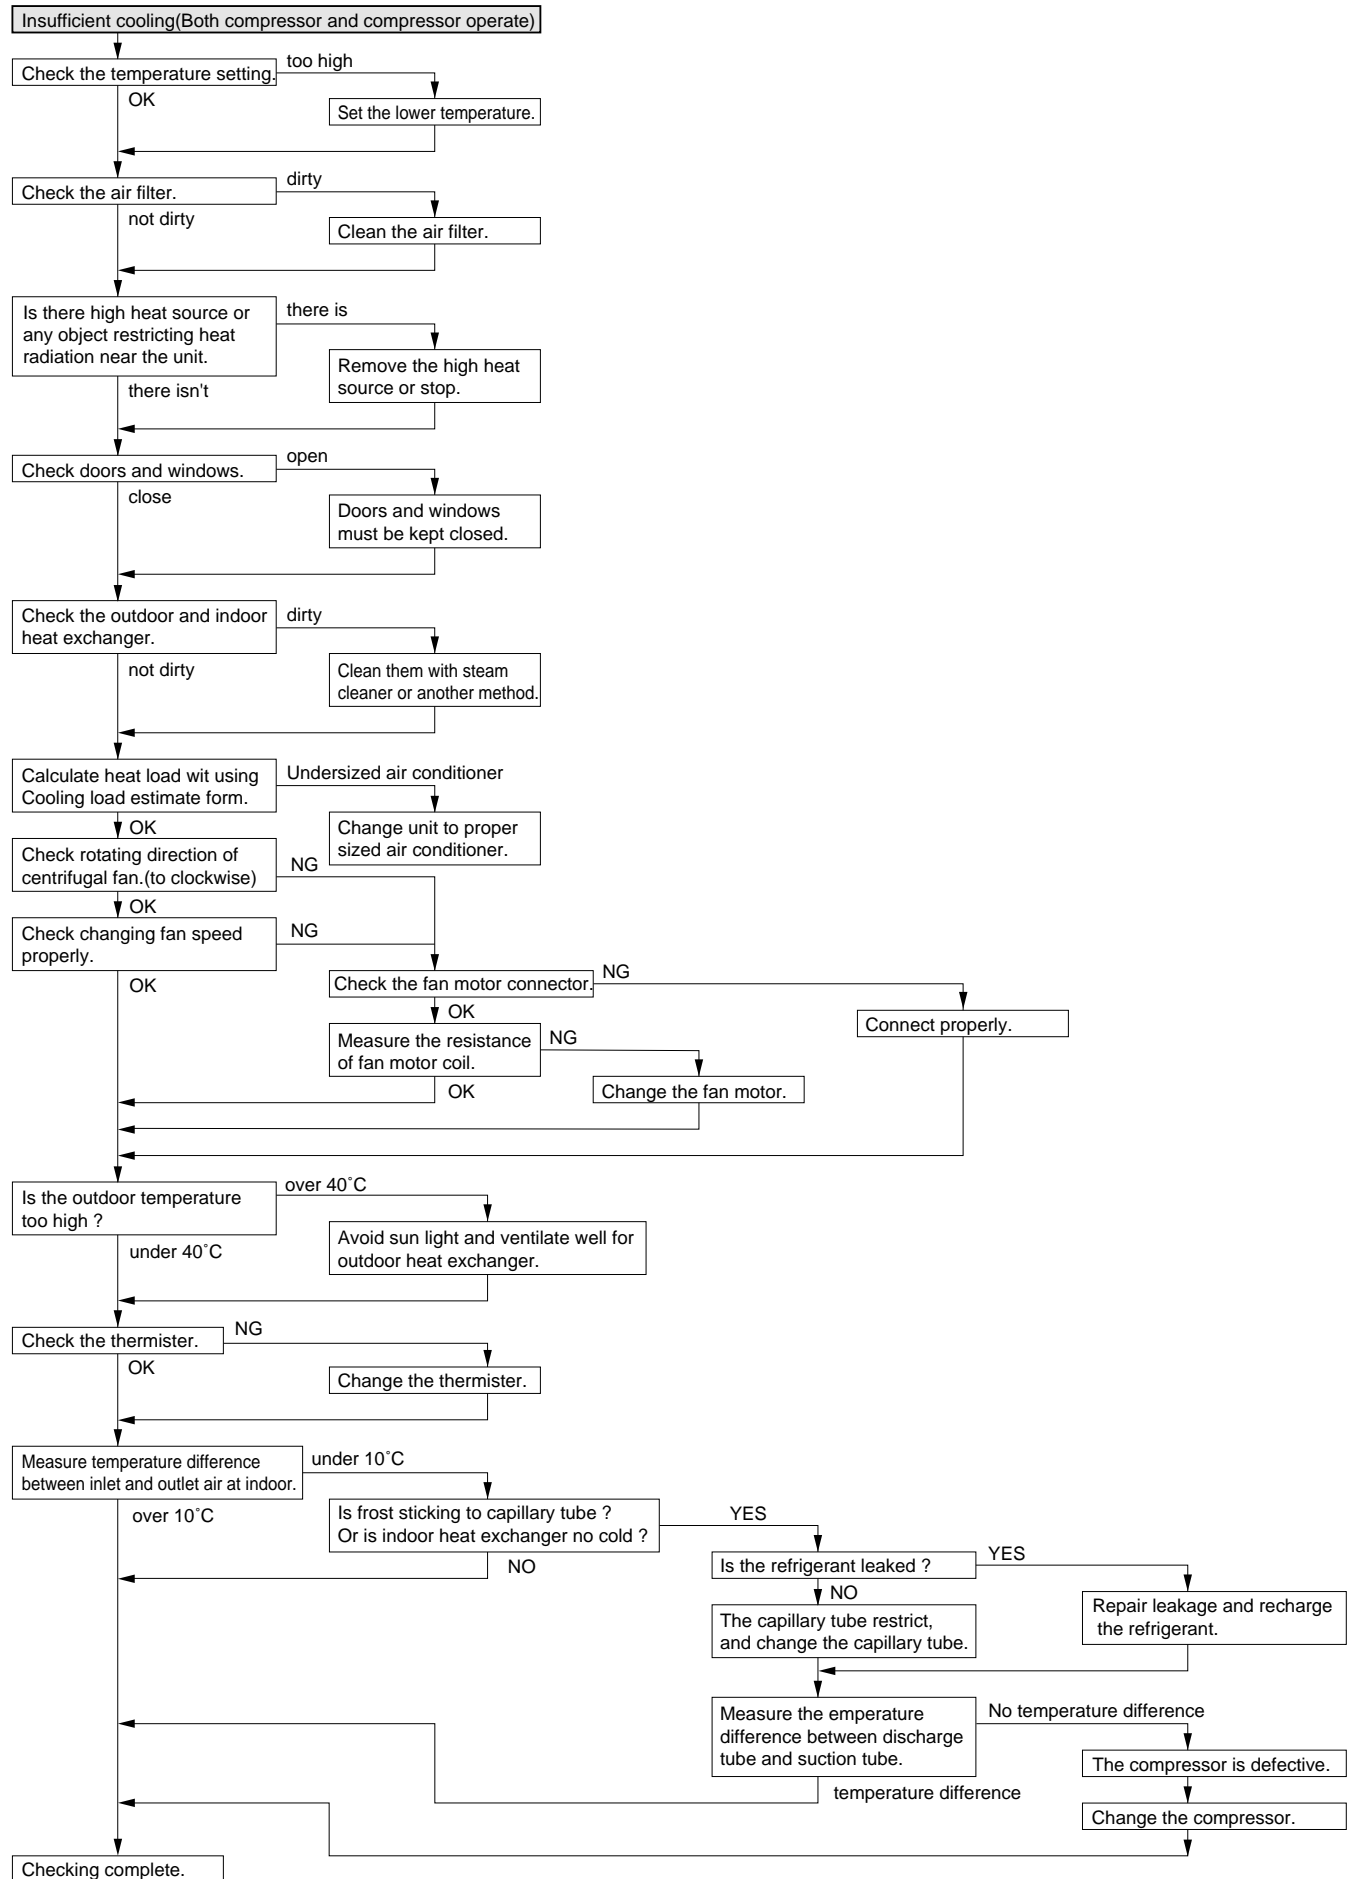 Insufficient cooling(Both compressor and compressor operate)
Check the temperature setting.
too high
OK
Set the lower temperature.
Check the air filter.
dirty
not dirty
Clean the air filter.
Is there high heat source or
any object restricting heat
radiation near the unit.
there is
there isn't
Remove the high heat
source or stop.
Check doors and windows.
open
close
Doors and windows
must be kept closed.
Check the outdoor and indoor
heat exchanger.
dirty
not dirty
Clean them with steam
cleaner or another method.
Calculate heat load wit using
Cooling load estimate form.
Undersized air conditioner
OK
Change unit to proper
sized air conditioner.
Check rotating direction of
centrifugal fan.(to clockwise)
NG
OK
Check changing fan speed
properly.
NG
OK
Check the fan motor connector.
NG
OK
Connect properly.
Measure the resistance
of fan motor coil.
NG
OK
Change the fan motor.
Is the outdoor temperature
too high ?
over 40˚C
under 40˚C
Avoid sun light and ventilate well for
outdoor heat exchanger.
Check the thermister.
NG
OK
Change the thermister.
Measure temperature difference
between inlet and outlet air at indoor.
under 10˚C
over 10˚C
Is frost sticking to capillary tube ?
Or is indoor heat exchanger no cold ?
YES
NO
Is the refrigerant leaked ?
YES
NO
Repair leakage and recharge
the refrigerant.
The capillary tube restrict,
and change the capillary tube.
Measure the emperature
difference between discharge
tube and suction tube.
No temperature difference
temperature difference
The compressor is defective.
Change the compressor.
Checking complete.